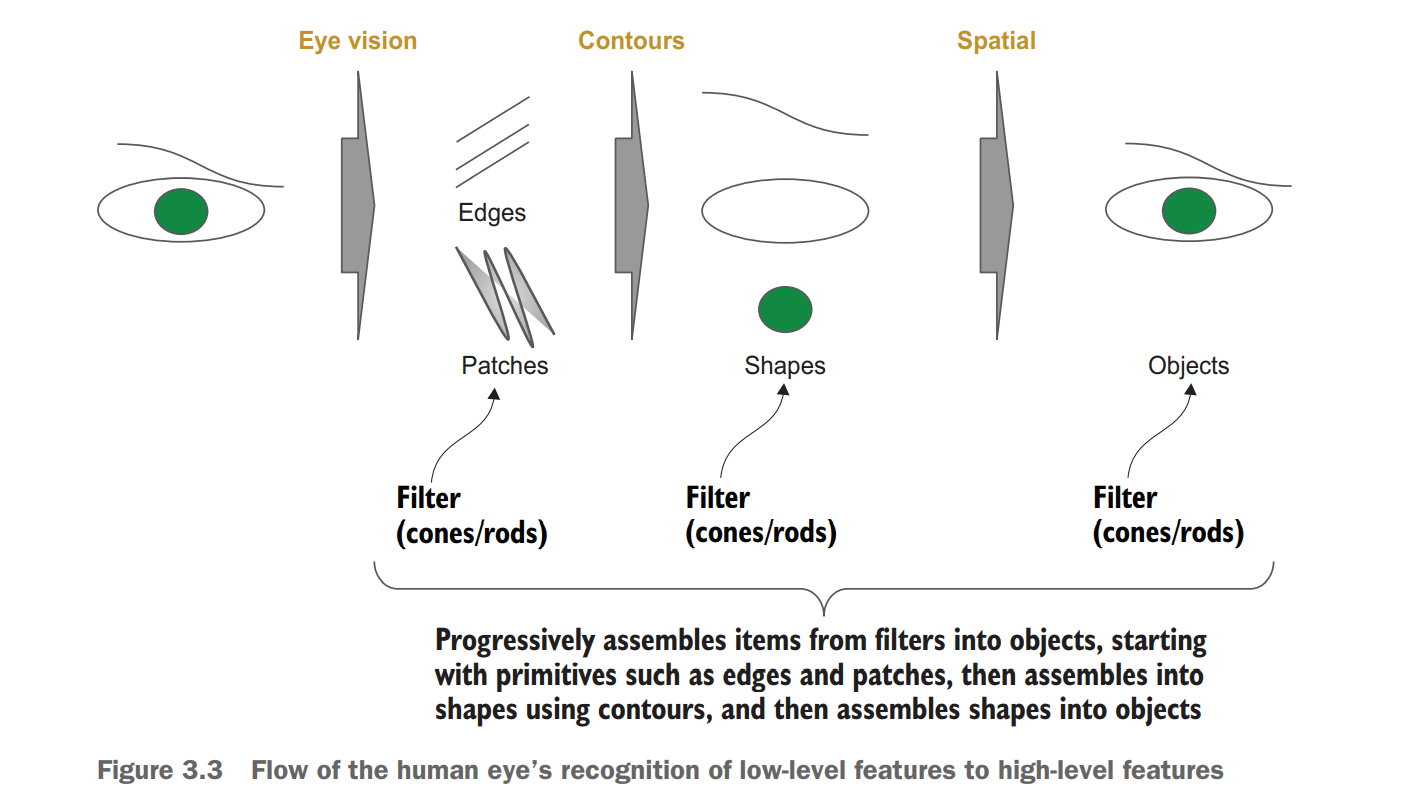 Eye vision
Contours
Spatial
Edges
Patches
Shapes
Objects
Filter
(cones/rods)
Filter
(cones/rods)
Filter
(cones/rods)
Progressively assembles items from filters into objects, starting
with primitives such as edges and patches, then assembles into
shapes using contours, and then assembles shapes into objects
Figure 3.3 Flow of the human eye’s recognition of low-level features to high-level features